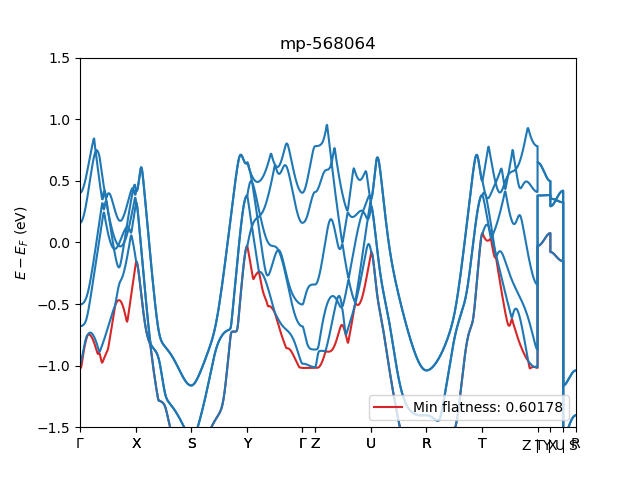 mp-568064
E − E_F (eV)
1.5
1.0
0.5
0.0
−0.5
−1.0
−1.5
Min flatness: 0.60178
Γ X S Y Γ Z U R T Z | T Y | X U | S R